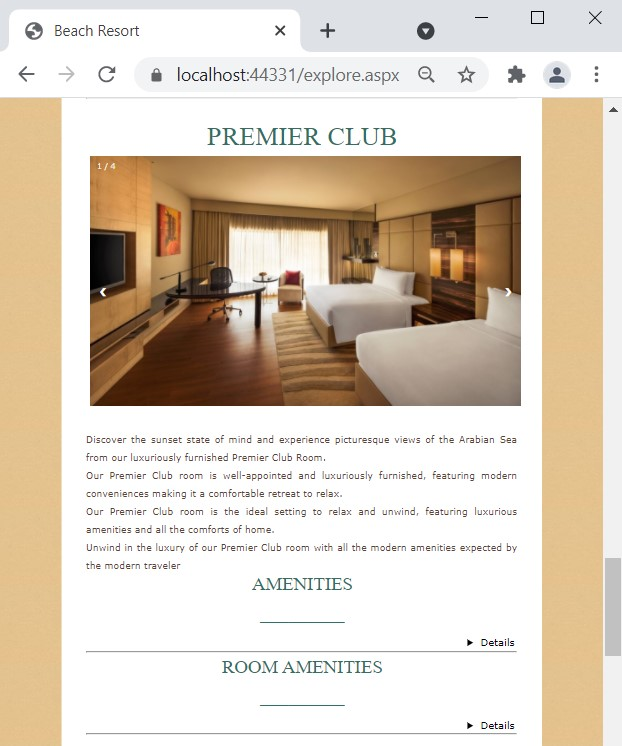 Beach Resort
localhost:44331/explore.aspx
PREMIER CLUB
1 / 4
Discover the sunset state of mind and experience picturesque views of the Arabian Sea
from our luxuriously furnished Premier Club Room.
Our Premier Club room is well-appointed and luxuriously furnished, featuring modern
conveniences making it a comfortable retreat to relax.
Our Premier Club room is the ideal setting to relax and unwind, featuring luxurious
amenities and all the comforts of home.
Unwind in the luxury of our Premier Club room with all the modern amenities expected by
the modern traveler
AMENITIES
Details
ROOM AMENITIES
Details